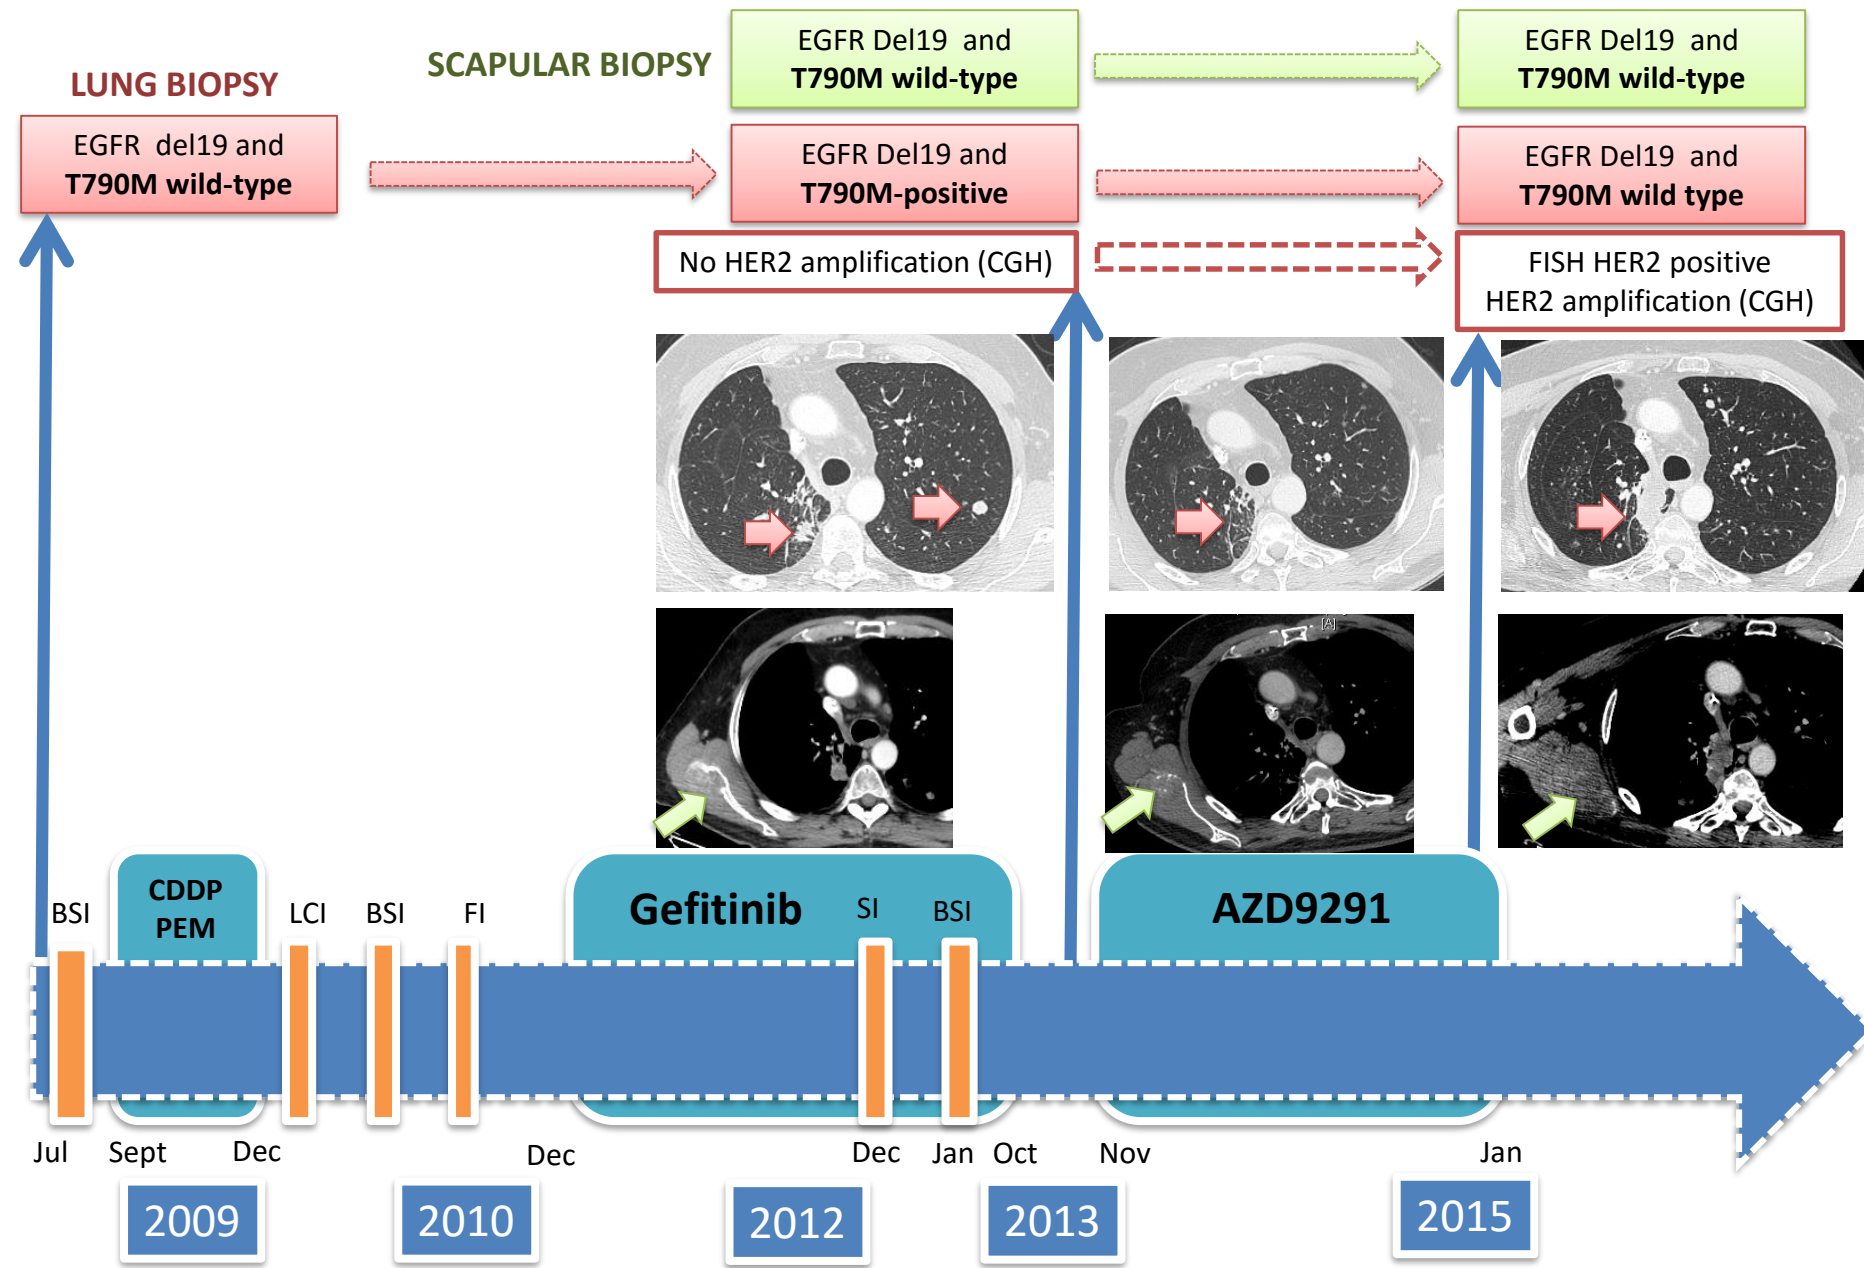 SCAPULAR BIOPSY
EGFR Del19 and
T790M wild-type
EGFR Del19 and
T790M wild-type
LUNG BIOPSY
EGFR del19 and
T790M wild-type
EGFR Del19 and
T790M-positive
EGFR Del19 and
T790M wild type
No HER2 amplification (CGH)
FISH HER2 positive
HER2 amplification (CGH)
[A]
BSI
CDDP
PEM
LCI
BSI
FI
Gefitinib
SI
BSI
AZD9291
Jul
Sept
Dec
Dec
Dec
Jan
Oct
Nov
Jan
2009
2010
2012
2013
2015